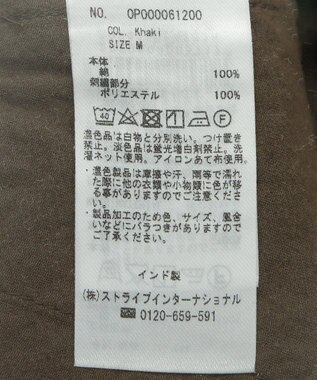 NO. OP000061200
COL. Khaki
SIZE M
本体
綿 100%
刺繍部分
ポリエステル 100%
40
濃色品は白物と分別洗い。つけ置き
禁止。淡色品は蛍光増白剤禁止。洗
濯ネット使用。アイロンあて布使用。
・濃色製品は摩擦や汗、雨等で濡れ
た際に他の衣類や小物類に色が移
る事がありますのでご注意くださ
い。
・製品加工のため色、サイズ、風合
いなどにバラつきがありますので
ご了承ください。
インド製
(株)ストライプインターナショナル
☎ 0120-659-591